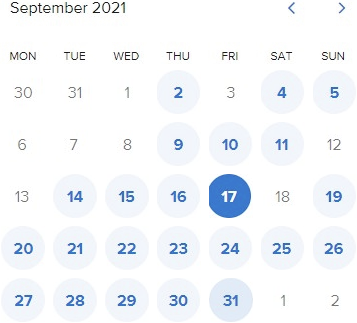 September 2021
MON TUE WED THU FRI SAT SUN
30 31 1 2 3 4 5
6 7 8 9 10 11 12
13 14 15 16 17 18 19
20 21 22 23 24 25 26
27 28 29 30 31 1 2